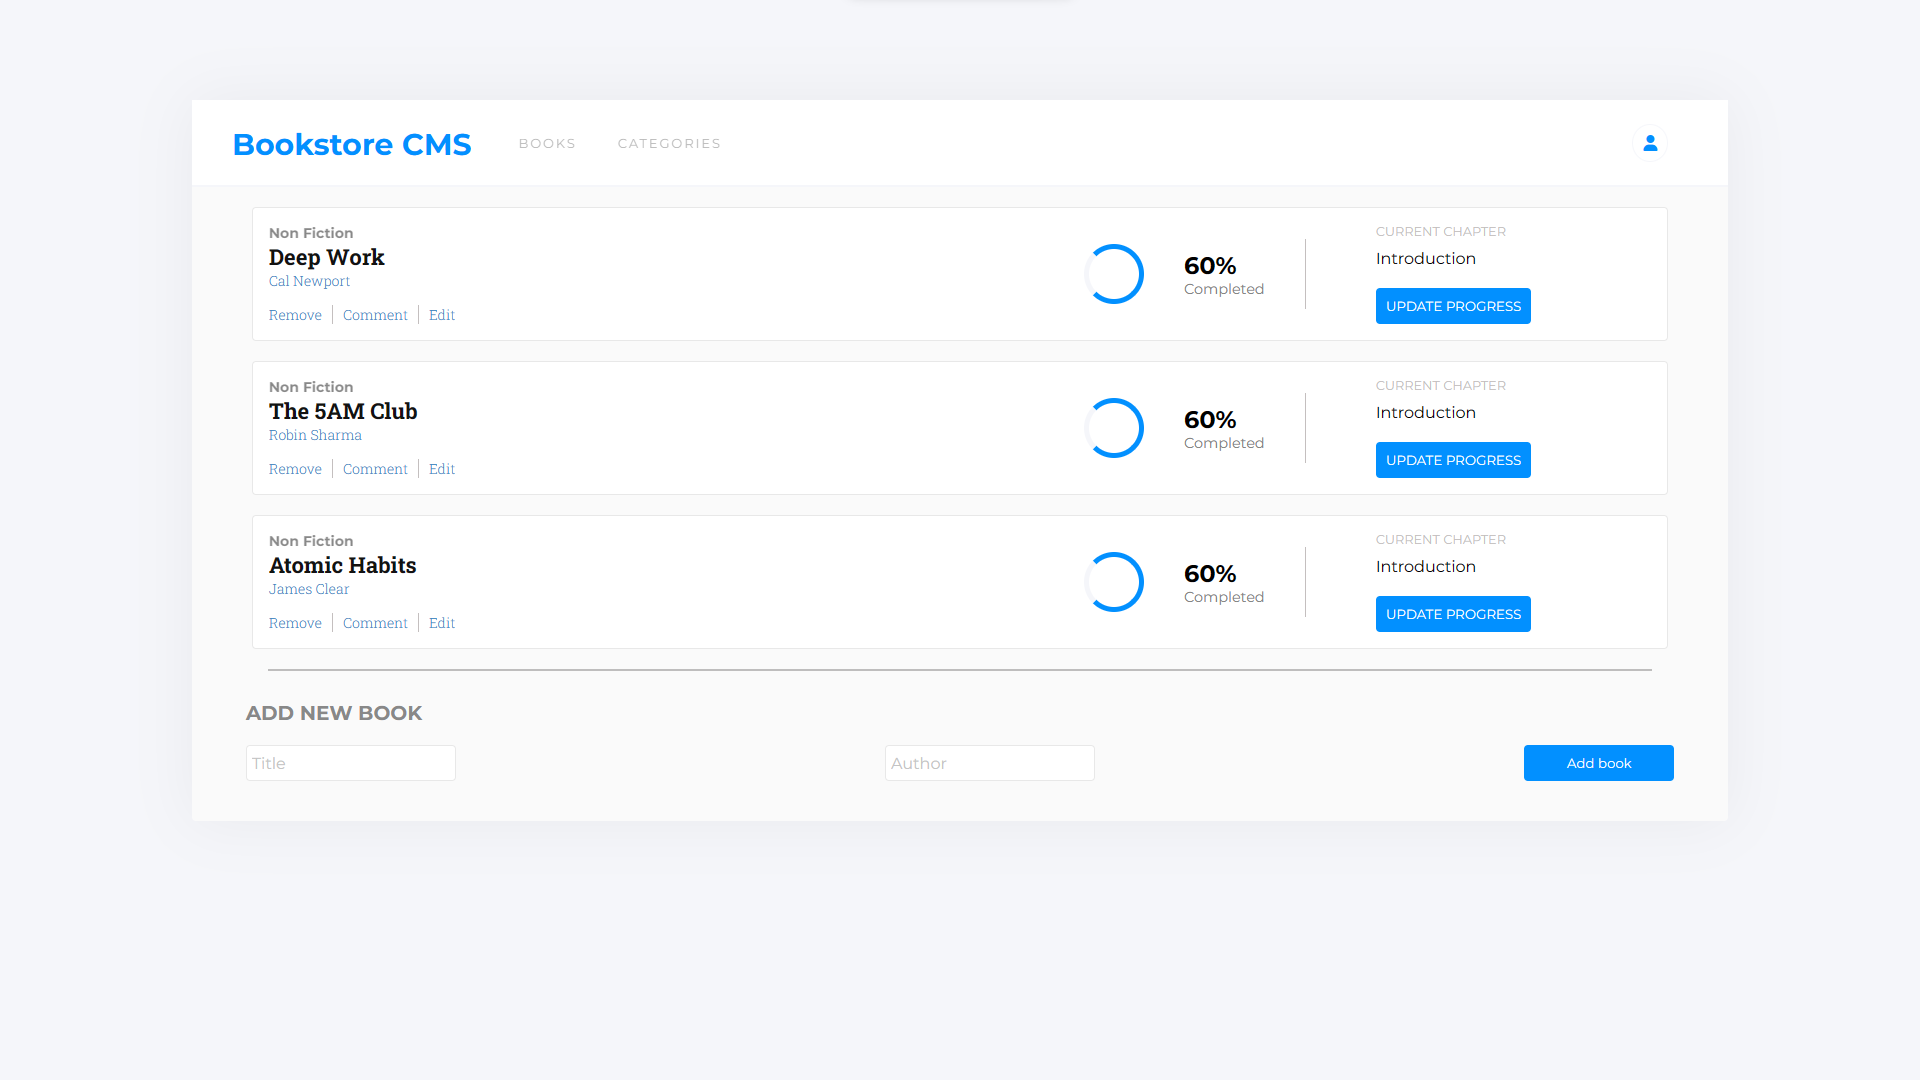 Bookstore CMS BOOKS CATEGORIES
Non Fiction
Deep Work
Cal Newport
Remove Comment Edit
60%
Completed
CURRENT CHAPTER
Introduction
UPDATE PROGRESS
Non Fiction
The 5AM Club
Robin Sharma
Remove Comment Edit
60%
Completed
CURRENT CHAPTER
Introduction
UPDATE PROGRESS
Non Fiction
Atomic Habits
James Clear
Remove Comment Edit
60%
Completed
CURRENT CHAPTER
Introduction
UPDATE PROGRESS
ADD NEW BOOK
Title Author Add book